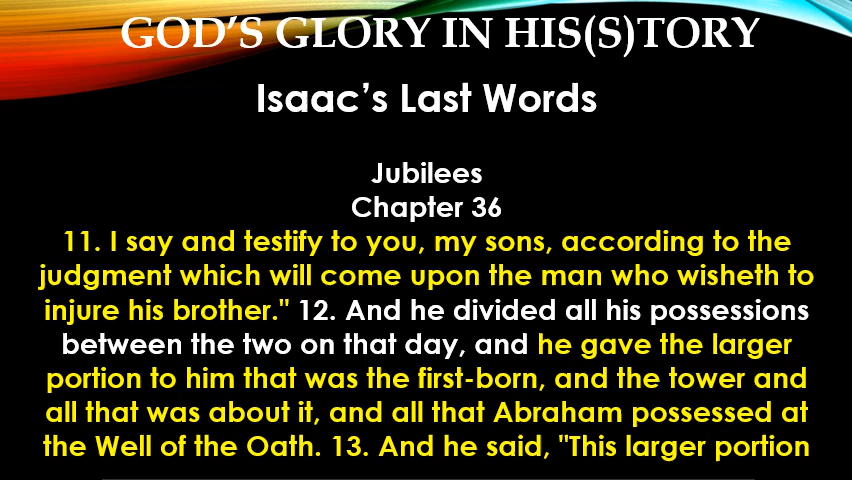 GOD'S GLORY IN HIS(S)TORY
Isaac's Last Words
Jubilees
Chapter 36
11. I say and testify to you, my sons, according to the
judgment which will come upon the man who wisheth to
injure his brother." 12. And he divided all his possessions
between the two on that day, and he gave the larger
portion to him that was the first-born, and the tower and
all that was about it, and all that Abraham possessed at
the Well of the Oath. 13. And he said, "This larger portion